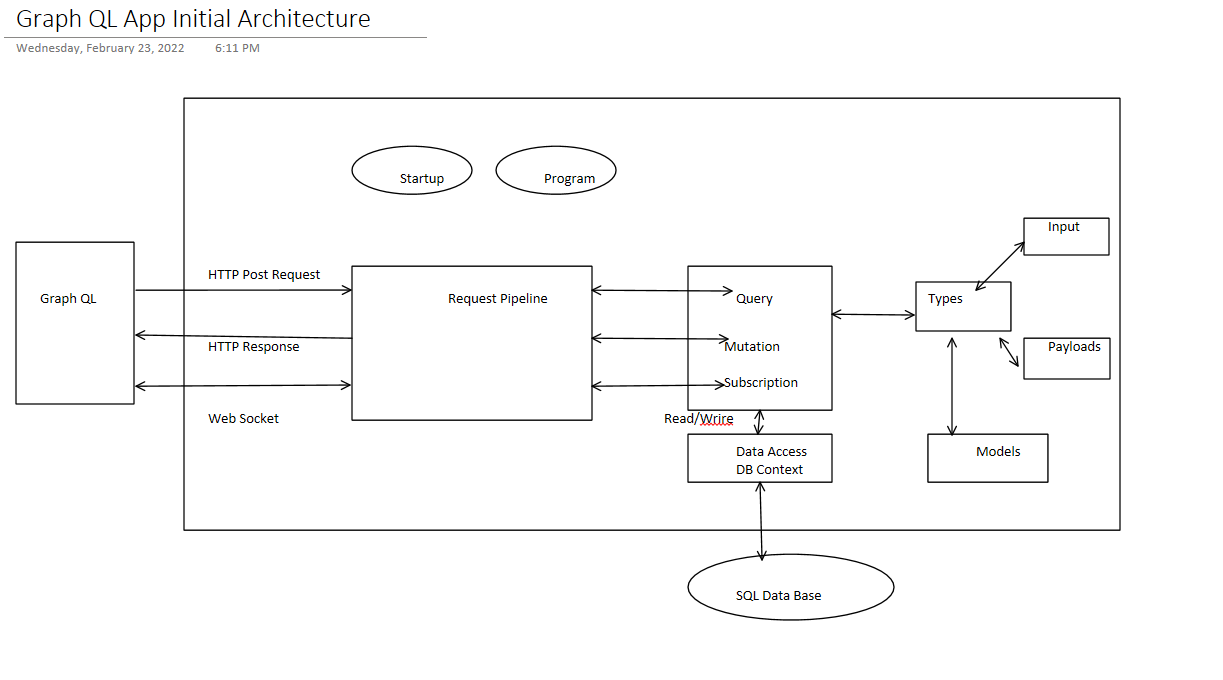 Graph QL App Initial Architecture
Wednesday, February 23, 2022 6:11 PM
Startup
Program
Input
HTTP Post Request
Graph QL
Request Pipeline
Query
Types
HTTP Response
Mutation
Payloads
Subscription
Web Socket
Read/Wrire
Data Access
DB Context
Models
SQL Data Base